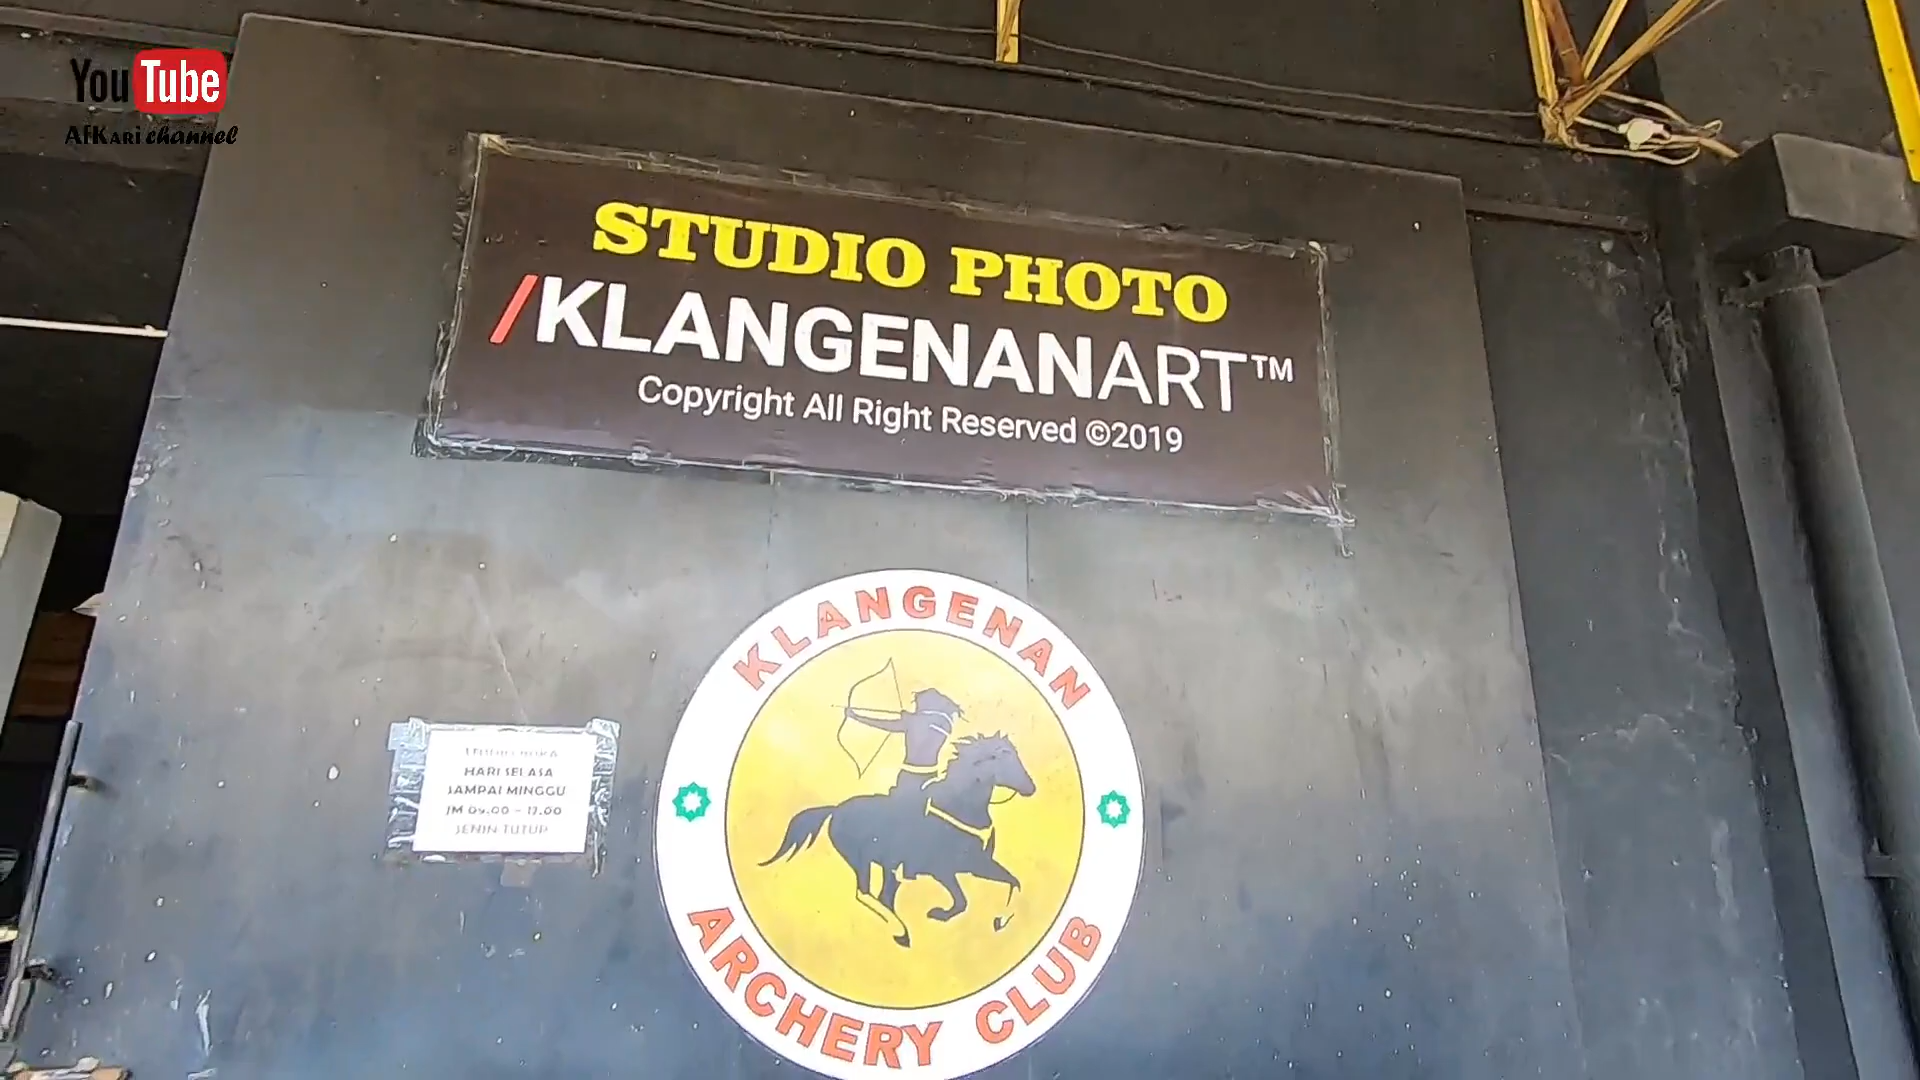 YouTube
AfKari channel
STUDIO PHOTO
/KLANGENANART™
Copyright All Right Reserved ©2019
KLANGENAN
HARI SELASA
SAMPAI MINGGU
SENIN TUTUP
ARCHERY CLUB